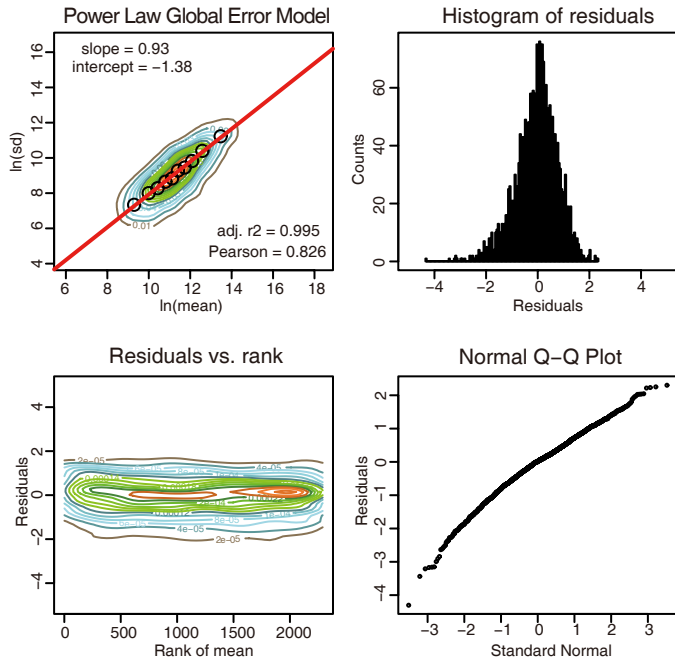 Power Law Global Error Model
slope = 0.93
intercept = −1.38
adj. r2 = 0.995
Pearson = 0.826
0.01
ln(sd)
16
14
12
10
8
6
4
6 8 10 12 14 16 18
ln(mean)
Histogram of residuals
Counts
60
40
20
0
−4 −2 0 2 4
Residuals
Residuals vs. rank
Residuals
4
2
0
−2
−4
2e−05
4e−05
4e−05
2e−05
0 500 1000 1500 2000
Rank of mean
Normal Q−Q Plot
Residuals
2
1
0
-1
-2
-3
-4
−3 −2 −1 0 1 2 3
Standard Normal